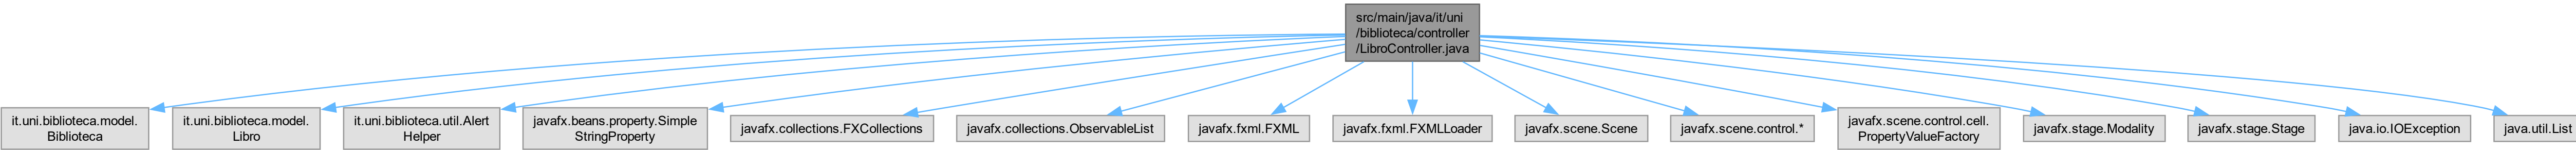 src/main/java/it/uni
/biblioteca/controller
/LibroController.java
it.uni.biblioteca.model.
Biblioteca
it.uni.biblioteca.model.
Libro
it.uni.biblioteca.util.Alert
Helper
javafx.beans.property.Simple
StringProperty
javafx.collections.FXCollections
javafx.collections.ObservableList
javafx.fxml.FXML
javafx.fxml.FXMLLoader
javafx.scene.Scene
javafx.scene.control.*
javafx.scene.control.cell.
PropertyValueFactory
javafx.stage.Modality
javafx.stage.Stage
java.io.IOException
java.util.List